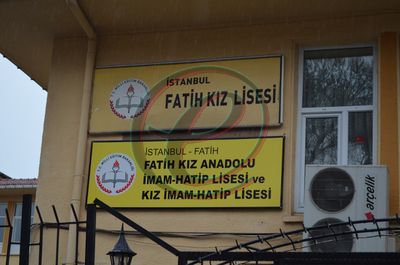 İSTANBUL
FATİH KIZ LİSESİ
İSTANBUL - FATİH
FATİH KIZ ANADOLU
İMAM-HATİP LİSESİ ve
KIZ İMAM-HATİP LİSESİ
arcelik